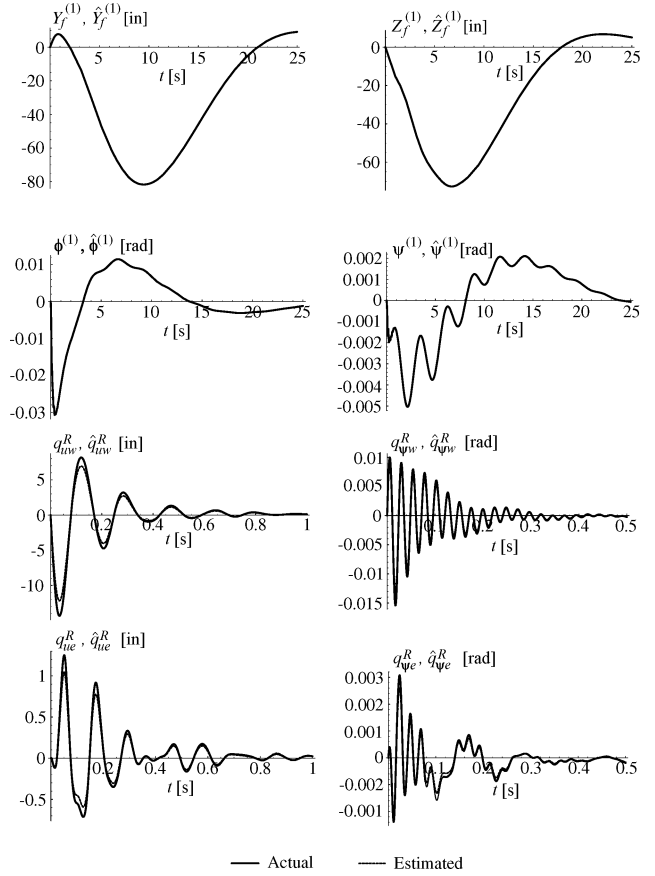 Y_f^(1), Ŷ_f^(1) [in]
0
-20
-40
-60
-80
5 10 15 20 25
t [s]
Z_f^(1), Ẑ_f^(1) [in]
0
-20
-40
-60
5 10 15 20 25
t [s]
ϕ^(1), ϕ̂^(1) [rad]
0.01
0
-0.01
-0.02
-0.03
5 10 15 20 25
t [s]
ψ^(1), ψ̂^(1) [rad]
0.002
0.001
0
-0.001
-0.002
-0.003
-0.004
-0.005
5 10 15 20 25
t [s]
q_uw^R, q̂_uw^R [in]
5
0
-5
-10
0.2 0.4 0.6 0.8 1
t [s]
q_ψw^R, q̂_ψw^R [rad]
0.01
0.005
0
-0.005
-0.01
-0.015
0.1 0.2 0.3 0.4 0.5
t [s]
q_ue^R, q̂_ue^R [in]
1
0.5
0
-0.5
0.2 0.4 0.6 0.8 1
t [s]
q_ψe^R, q̂_ψe^R [rad]
0.003
0.002
0.001
0
-0.002
-0.001
0.1 0.2 0.3 0.4 0.5
t [s]
Actual Estimated